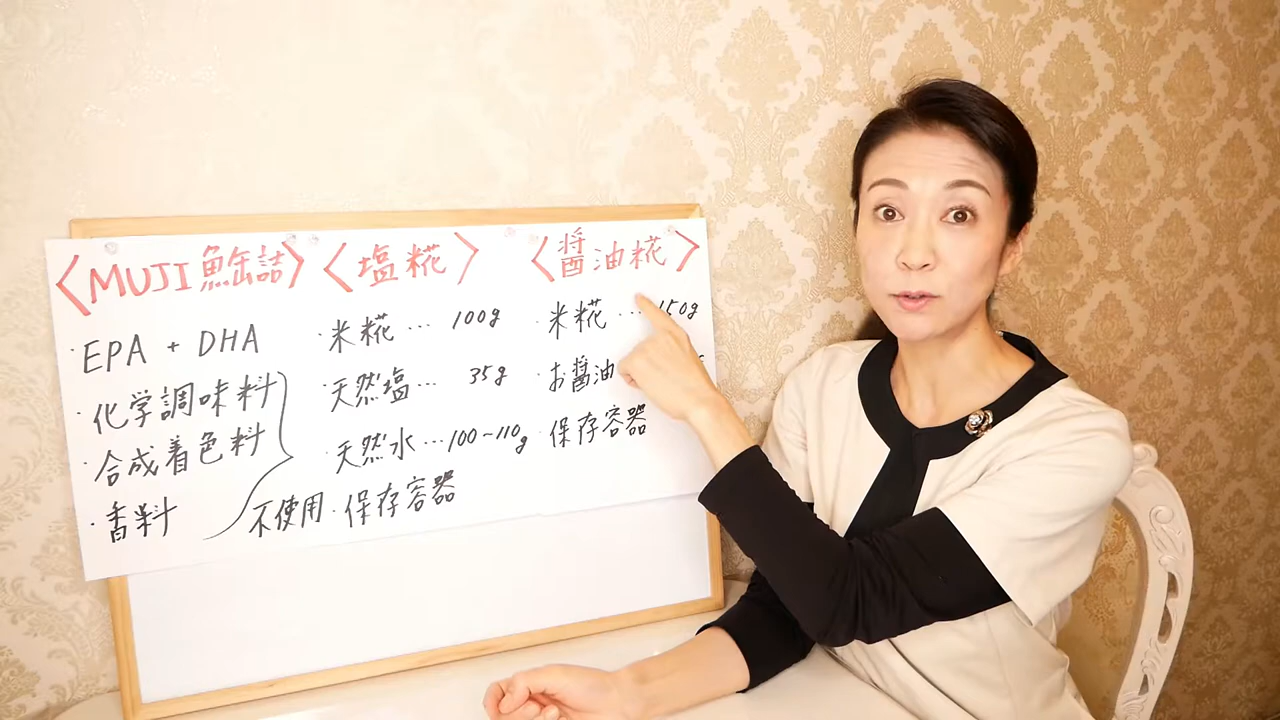 〈MUJI 魚缶詰〉
・EPA + DHA
・化学調味料
・合成着色料
・香料
不使用
〈塩糀〉
・米糀… 100g
・天然塩… 35g
・天然水…100~110g
・保存容器
〈醤油糀〉
・米糀…150g
・お醤油
・保存容器